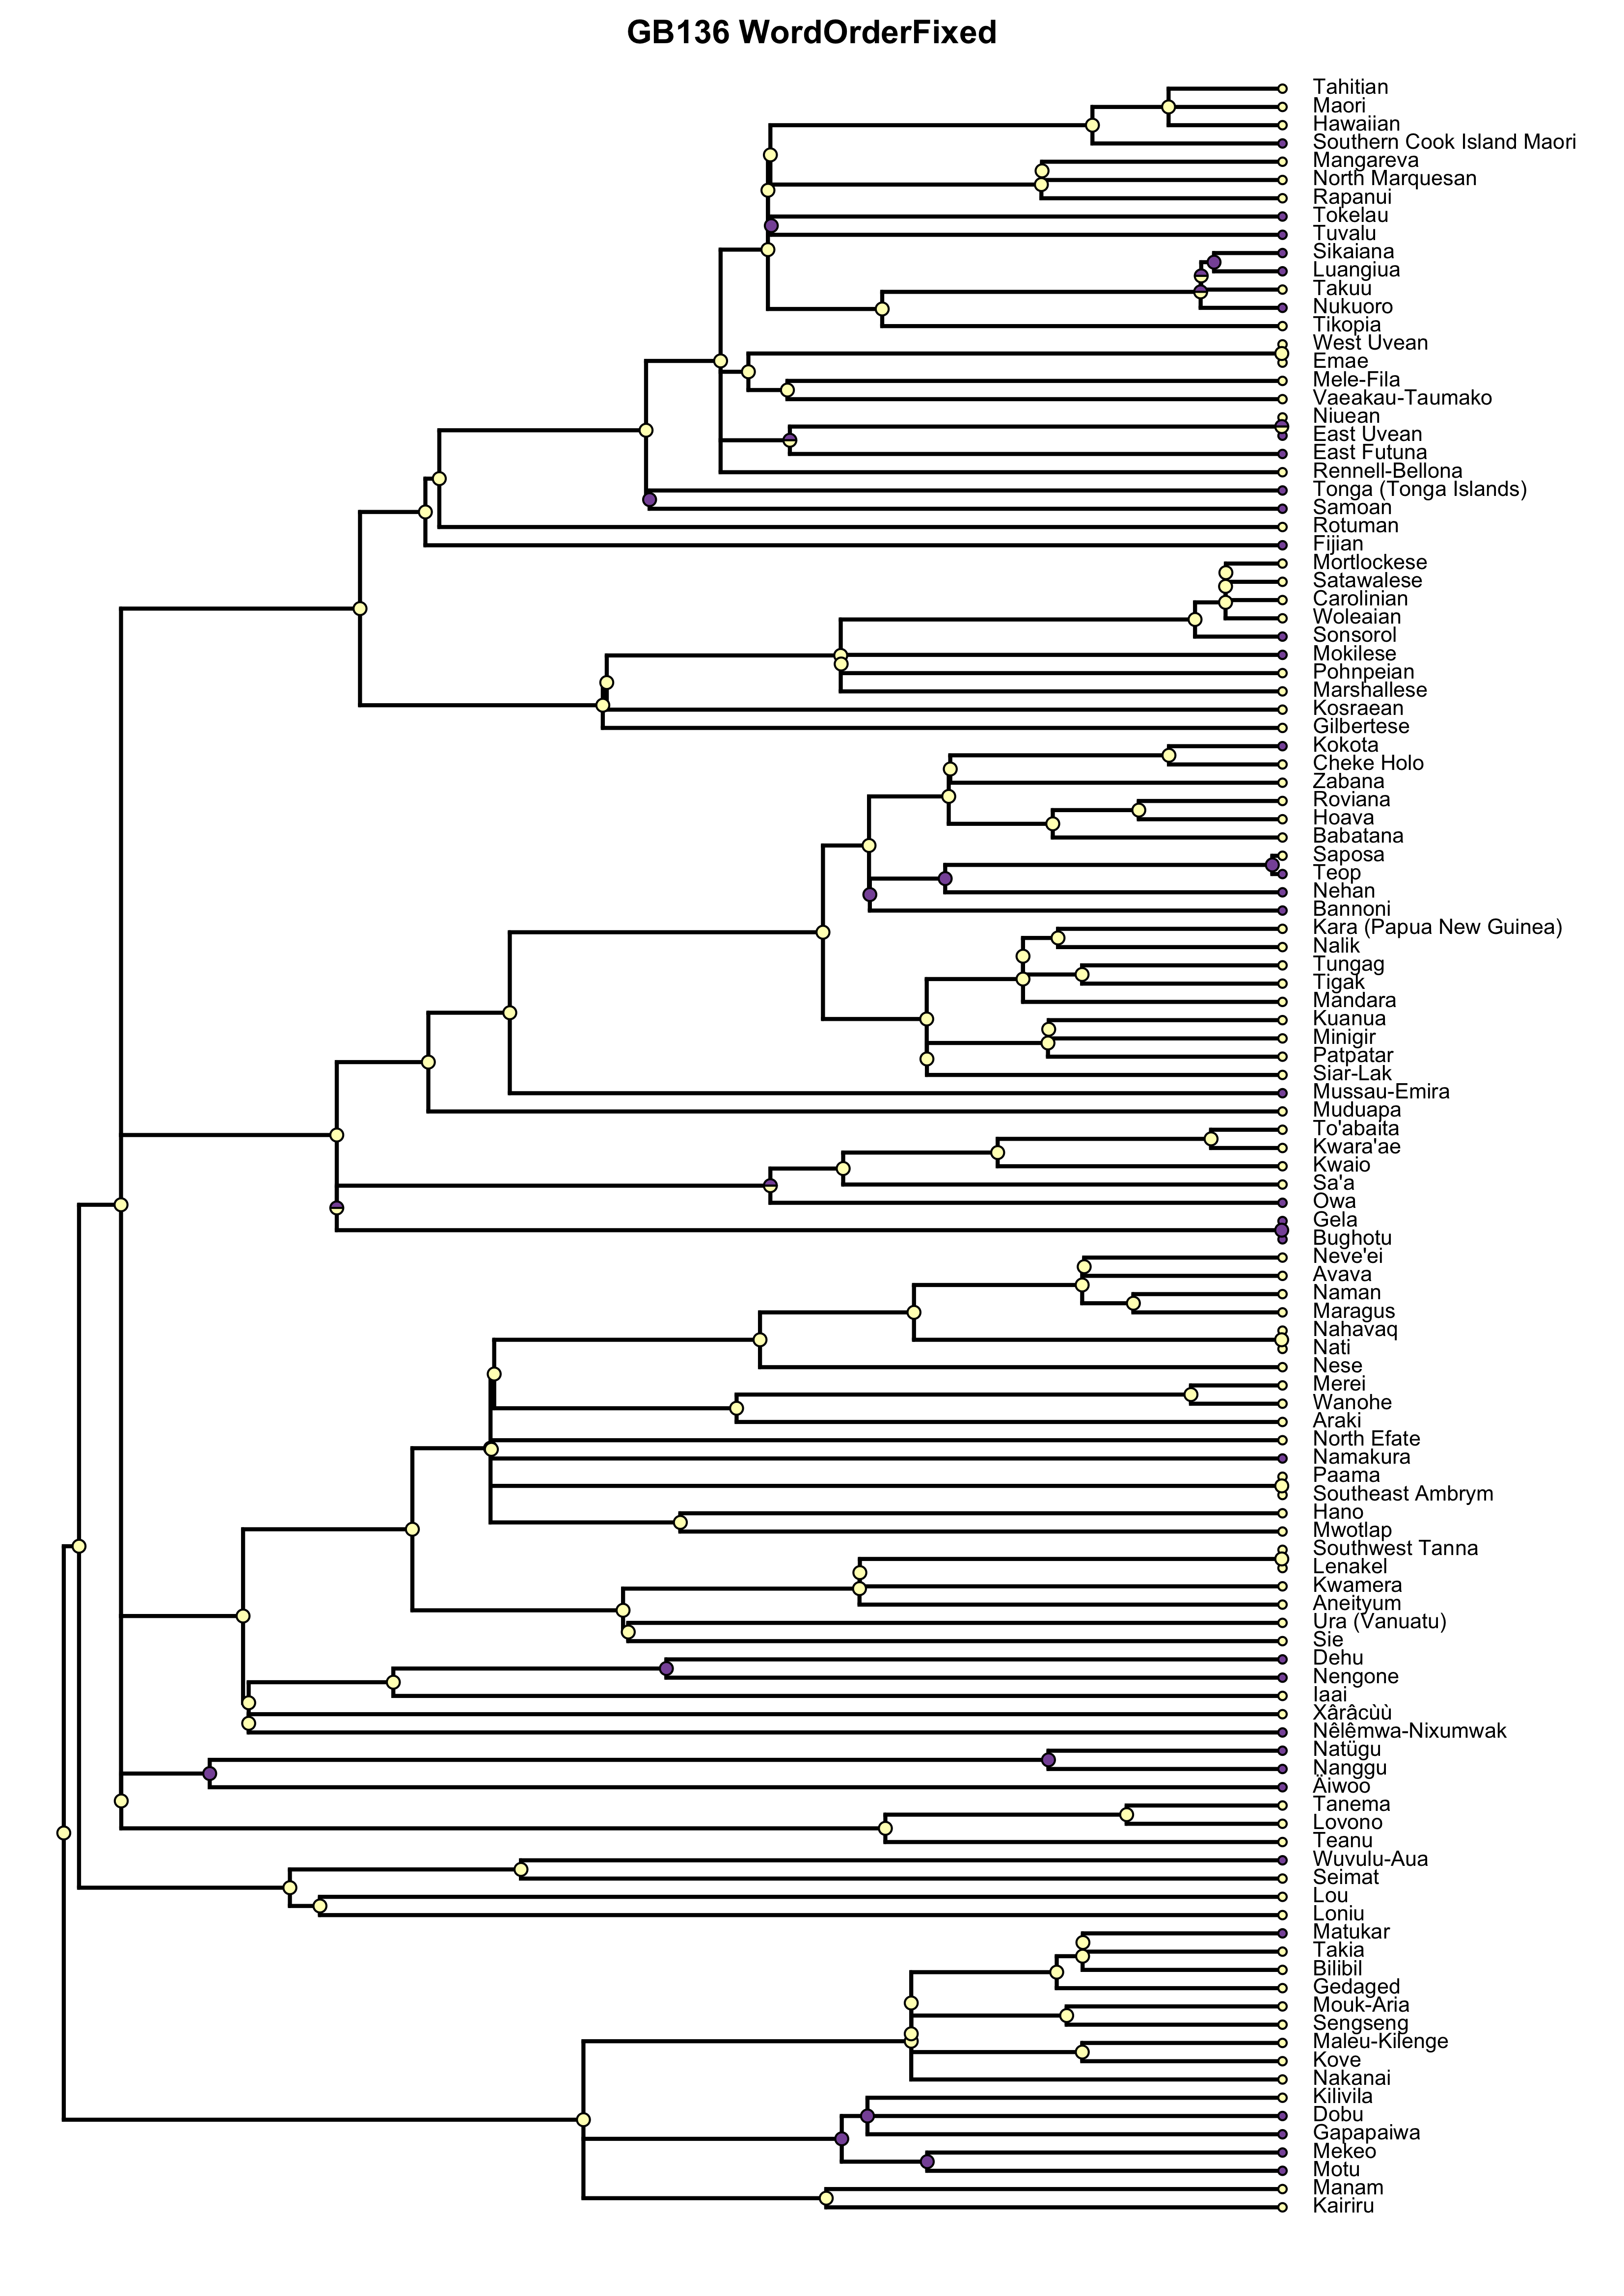 GB136 WordOrderFixed
Tahitian
Maori
Hawaiian
Southern Cook Island Maori
Mangareva
North Marquesan
Rapanui
Tokelau
Tuvalu
Sikaiana
Luangiua
Takuu
Nukuoro
Tikopia
West Uvean
Emae
Mele-Fila
Vaeakau-Taumako
Niuean
East Uvean
East Futuna
Rennell-Bellona
Tonga (Tonga Islands)
Samoan
Rotuman
Fijian
Mortlockese
Satawalese
Carolinian
Woleaian
Sonsorol
Mokilese
Pohnpeian
Marshallese
Kosraean
Gilbertese
Kokota
Cheke Holo
Zabana
Roviana
Hoava
Babatana
Saposa
Teop
Nehan
Bannoni
Kara (Papua New Guinea)
Nalik
Tungag
Tigak
Mandara
Kuanua
Minigir
Patpatar
Siar-Lak
Mussau-Emira
Muduapa
To'abaita
Kwara'ae
Kwaio
Sa'a
Owa
Gela
Bughotu
Neve'ei
Avava
Naman
Maragus
Nahavaq
Nati
Nese
Merei
Wanohe
Araki
North Efate
Namakura
Paama
Southeast Ambrym
Hano
Mwotlap
Southwest Tanna
Lenakel
Kwamera
Aneityum
Ura (Vanuatu)
Sie
Dehu
Nengone
Iaai
Xârâcùù
Nêlêmwa-Nixumwak
Natügu
Nanggu
Äiwoo
Tanema
Lovono
Teanu
Wuvulu-Aua
Seimat
Lou
Loniu
Matukar
Takia
Bilibil
Gedaged
Mouk-Aria
Sengseng
Maleu-Kilenge
Kove
Nakanai
Kilivila
Dobu
Gapapaiwa
Mekeo
Motu
Manam
Kairiru